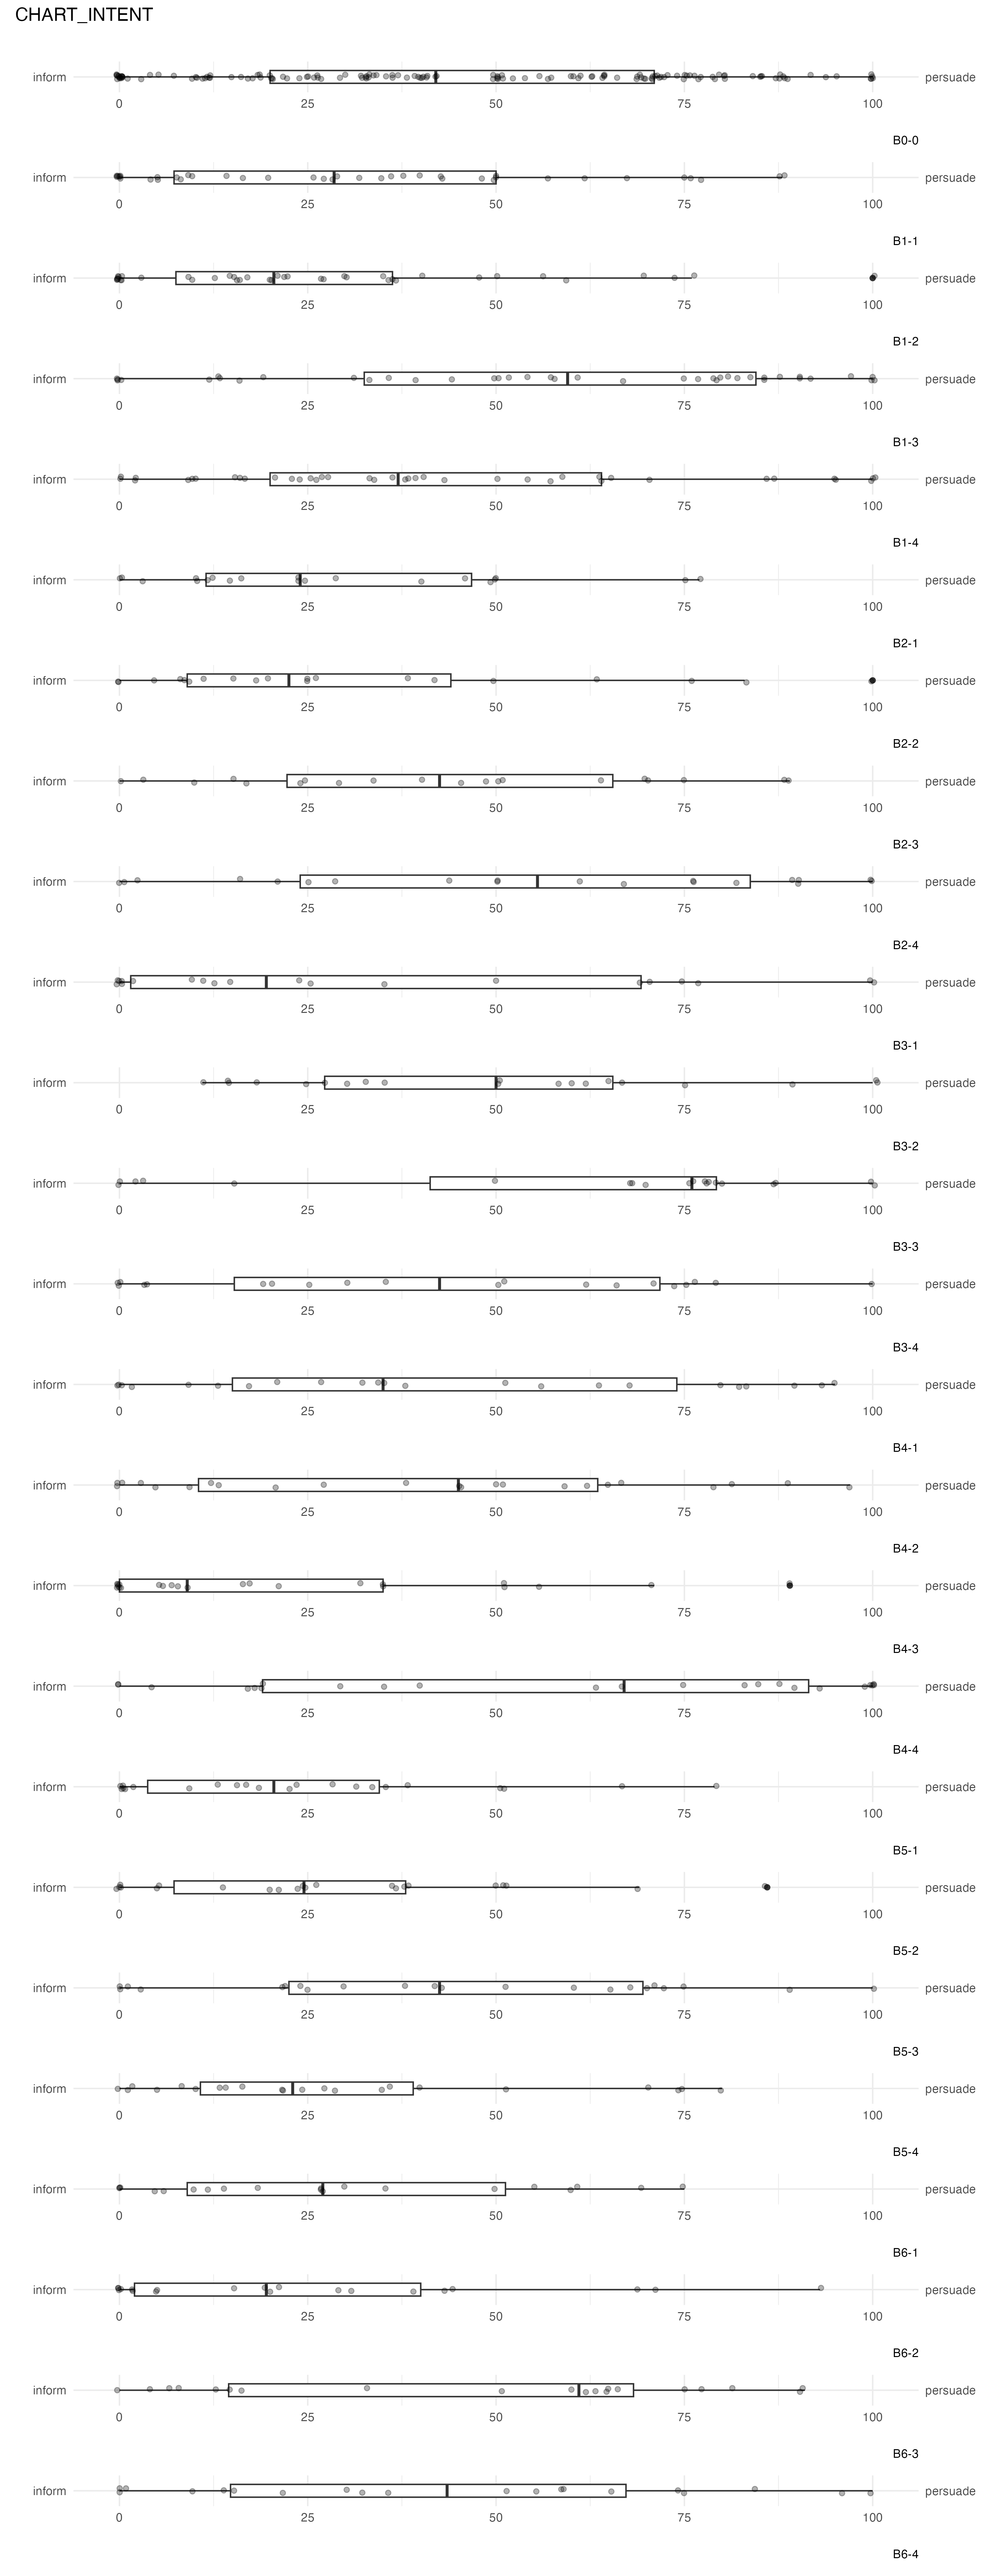 CHART_INTENT
inform persuade
0 25 50 75 100
B0-0
inform persuade
0 25 50 75 100
B1-1
inform persuade
0 25 50 75 100
B1-2
inform persuade
0 25 50 75 100
B1-3
inform persuade
0 25 50 75 100
B1-4
inform persuade
0 25 50 75 100
B2-1
inform persuade
0 25 50 75 100
B2-2
inform persuade
0 25 50 75 100
B2-3
inform persuade
0 25 50 75 100
B2-4
inform persuade
0 25 50 75 100
B3-1
inform persuade
0 25 50 75 100
B3-2
inform persuade
0 25 50 75 100
B3-3
inform persuade
0 25 50 75 100
B3-4
inform persuade
0 25 50 75 100
B4-1
inform persuade
0 25 50 75 100
B4-2
inform persuade
0 25 50 75 100
B4-3
inform persuade
0 25 50 75 100
B4-4
inform persuade
0 25 50 75 100
B5-1
inform persuade
0 25 50 75 100
B5-2
inform persuade
0 25 50 75 100
B5-3
inform persuade
0 25 50 75 100
B5-4
inform persuade
0 25 50 75 100
B6-1
inform persuade
0 25 50 75 100
B6-2
inform persuade
0 25 50 75 100
B6-3
inform persuade
0 25 50 75 100
B6-4